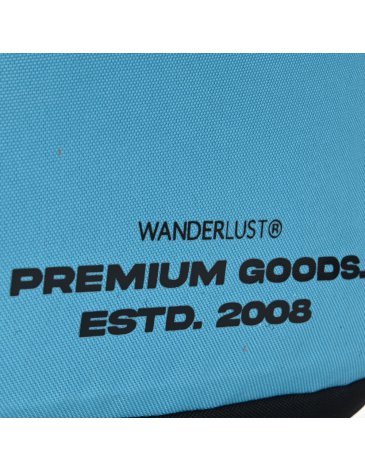 WANDERLUST®
PREMIUM GOODS.
ESTD. 2008